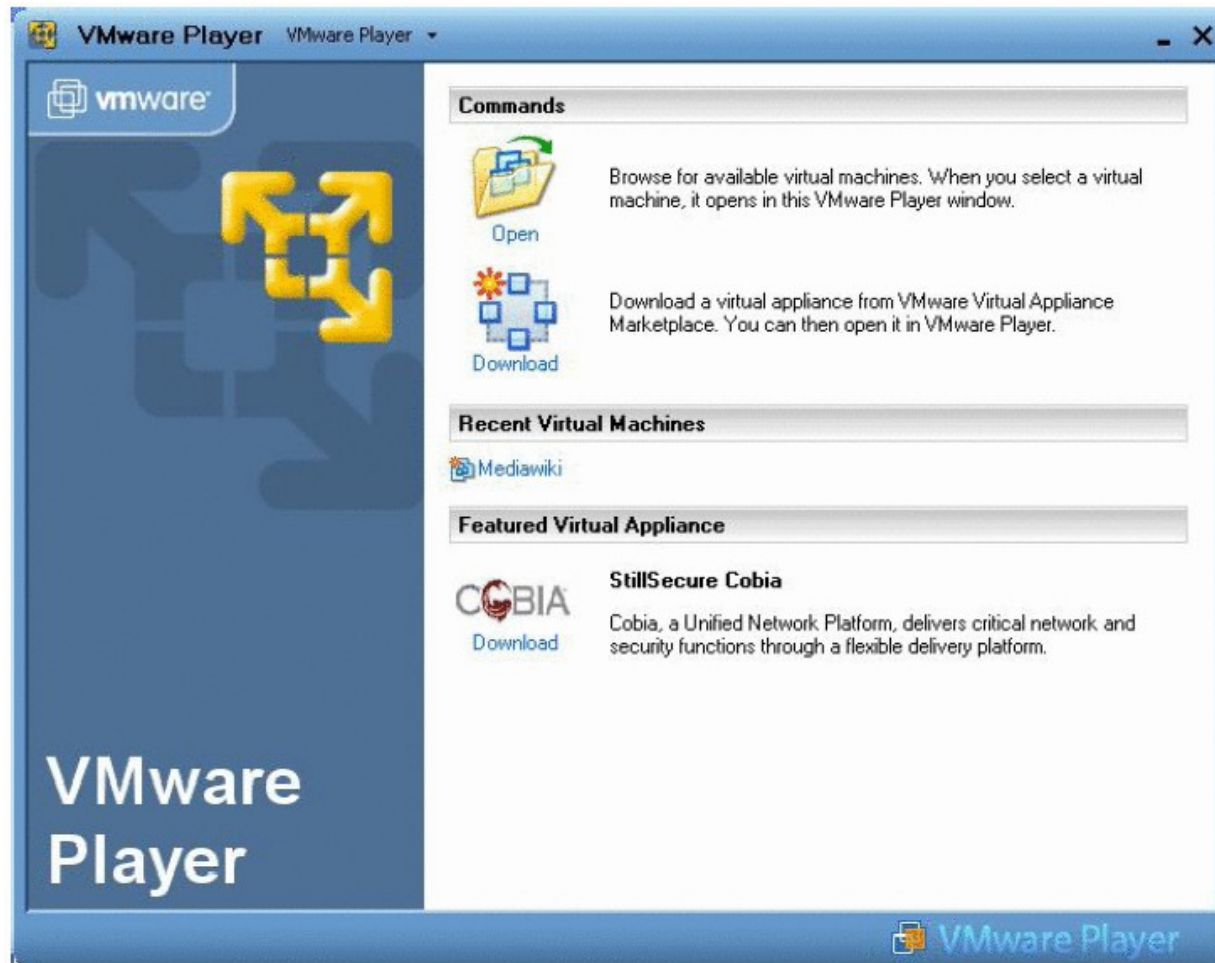 VMware Player VMware Player
vmware
Commands
Open
Browse for available virtual machines. When you select a virtual
machine, it opens in this VMware Player window.
Download
Download a virtual appliance from VMware Virtual Appliance
Marketplace. You can then open it in VMware Player.
Recent Virtual Machines
Mediawiki
Featured Virtual Appliance
COBIA
Download
StillSecure Cobia
Cobia, a Unified Network Platform, delivers critical network and
security functions through a flexible delivery platform.
VMware
Player
VMware Player